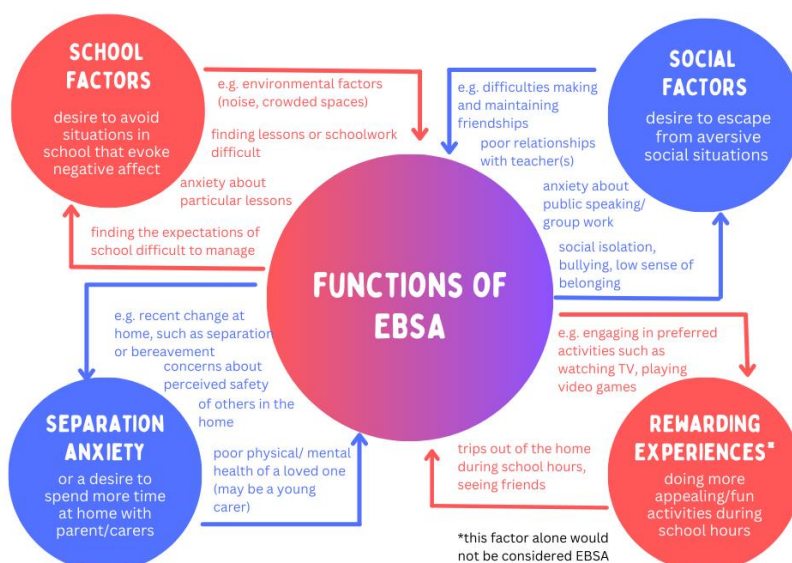 SCHOOL
FACTORS
desire to avoid
situations in
school that evoke
negative affect
e.g. environmental factors
(noise, crowded spaces)
finding lessons or schoolwork
difficult
anxiety about
particular lessons
finding the expectations of
school difficult to manage
SOCIAL
FACTORS
desire to escape
from aversive
social situations
e.g. difficulties making
and maintaining
friendships
poor relationships
with teacher(s)
anxiety about
public speaking/
group work
social isolation,
bullying, low sense of
belonging
FUNCTIONS OF
EBSA
e.g. recent change at
home, such as separation
or bereavement
concerns about
perceived safety
of others in the
home
poor physical/ mental
health of a loved one
(may be a young
carer)
SEPARATION
ANXIETY
or a desire to
spend more time
at home with
parent/carers
e.g. engaging in preferred
activities such as
watching TV, playing
video games
trips out of the home
during school hours,
seeing friends
REWARDING
EXPERIENCES*
doing more
appealing/fun
activities during
school hours
*this factor alone would
not be considered EBSA